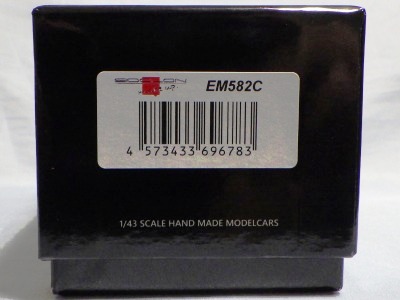 EM582C
4 573433 696783
1/43 SCALE HAND MADE MODELCARS